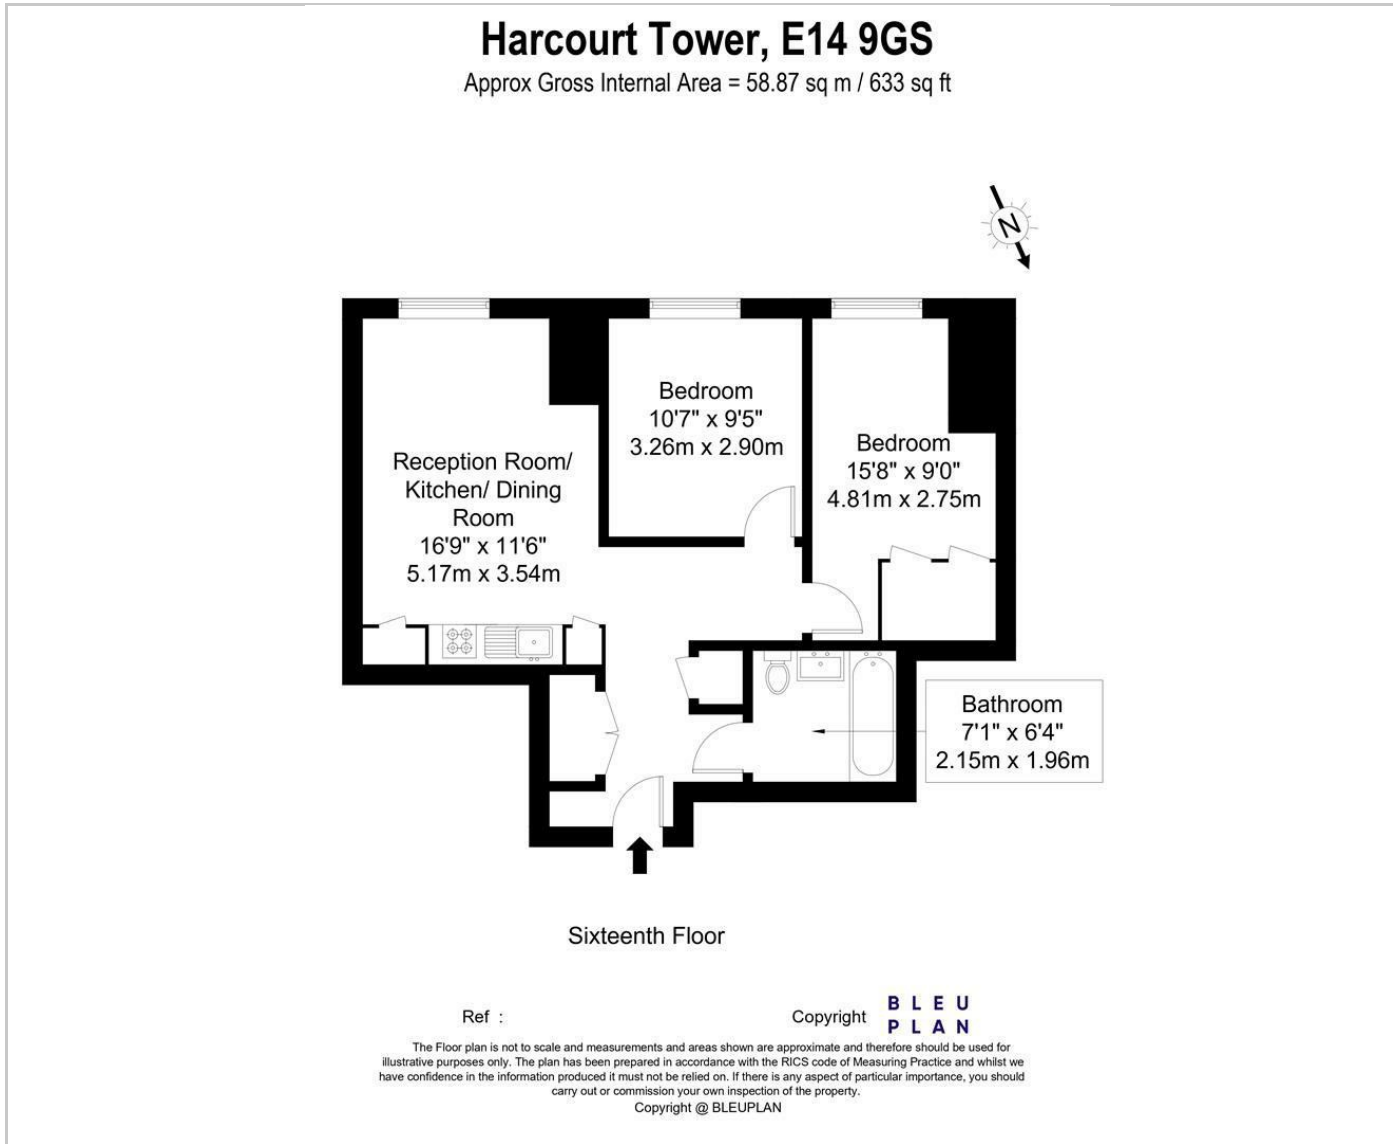 Harcourt Tower, E14 9GS
Approx Gross Internal Area = 58.87 sq m / 633 sq ft
N
Bedroom
10'7" x 9'5"
3.26m x 2.90m
Bedroom
15'8" x 9'0"
4.81m x 2.75m
Reception Room/
Kitchen/ Dining
Room
16'9" x 11'6"
5.17m x 3.54m
Bathroom
7'1" x 6'4"
2.15m x 1.96m
Sixteenth Floor
Ref :
Copyright
BLEU
PLAN
The Floor plan is not to scale and measurements and areas shown are approximate and therefore should be used for
illustrative purposes only. The plan has been prepared in accordance with the RICS code of Measuring Practice and whilst we
have confidence in the information produced it must not be relied on. If there is any aspect of particular importance, you should
carry out or commission your own inspection of the property.
Copyright @ BLEUPLAN